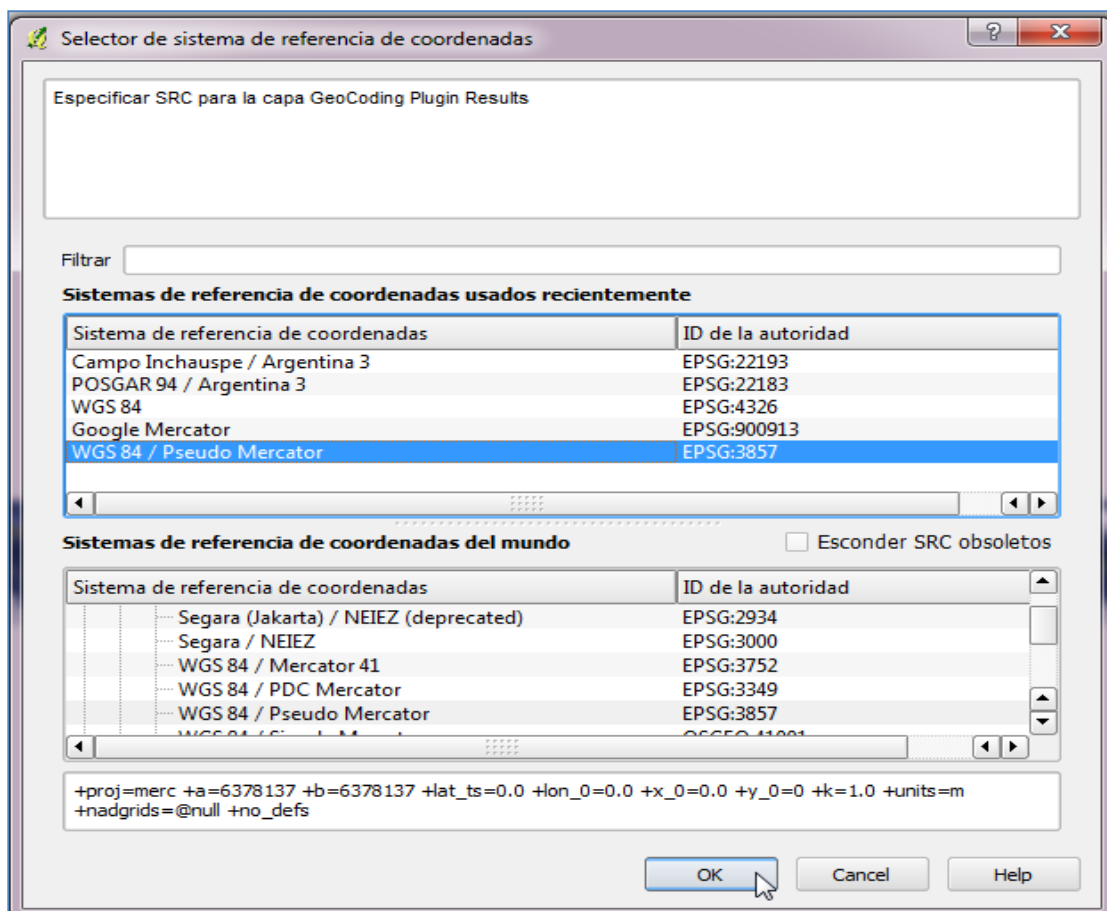 Selector de sistema de referencia de coordenadas
Especificar SRC para la capa GeoCoding Plugin Results
Filtrar
Sistemas de referencia de coordenadas usados recientemente
Sistema de referencia de coordenadas ID de la autoridad
Campo Inchauspe / Argentina 3 EPSG:22193
POSGAR 94 / Argentina 3 EPSG:22183
WGS 84 EPSG:4326
Google Mercator EPSG:900913
WGS 84 / Pseudo Mercator EPSG:3857
Sistemas de referencia de coordenadas del mundo Esconder SRC obsoletos
Sistema de referencia de coordenadas ID de la autoridad
Segara (Jakarta) / NEIEZ (deprecated) EPSG:2934
Segara / NEIEZ EPSG:3000
WGS 84 / Mercator 41 EPSG:3752
WGS 84 / PDC Mercator EPSG:3349
WGS 84 / Pseudo Mercator EPSG:3857
+proj=merc +a=6378137 +b=6378137 +lat_ts=0.0 +lon_0=0.0 +x_0=0.0 +y_0=0 +k=1.0 +units=m
+nadgrids=@null +no_defs
OK Cancel Help